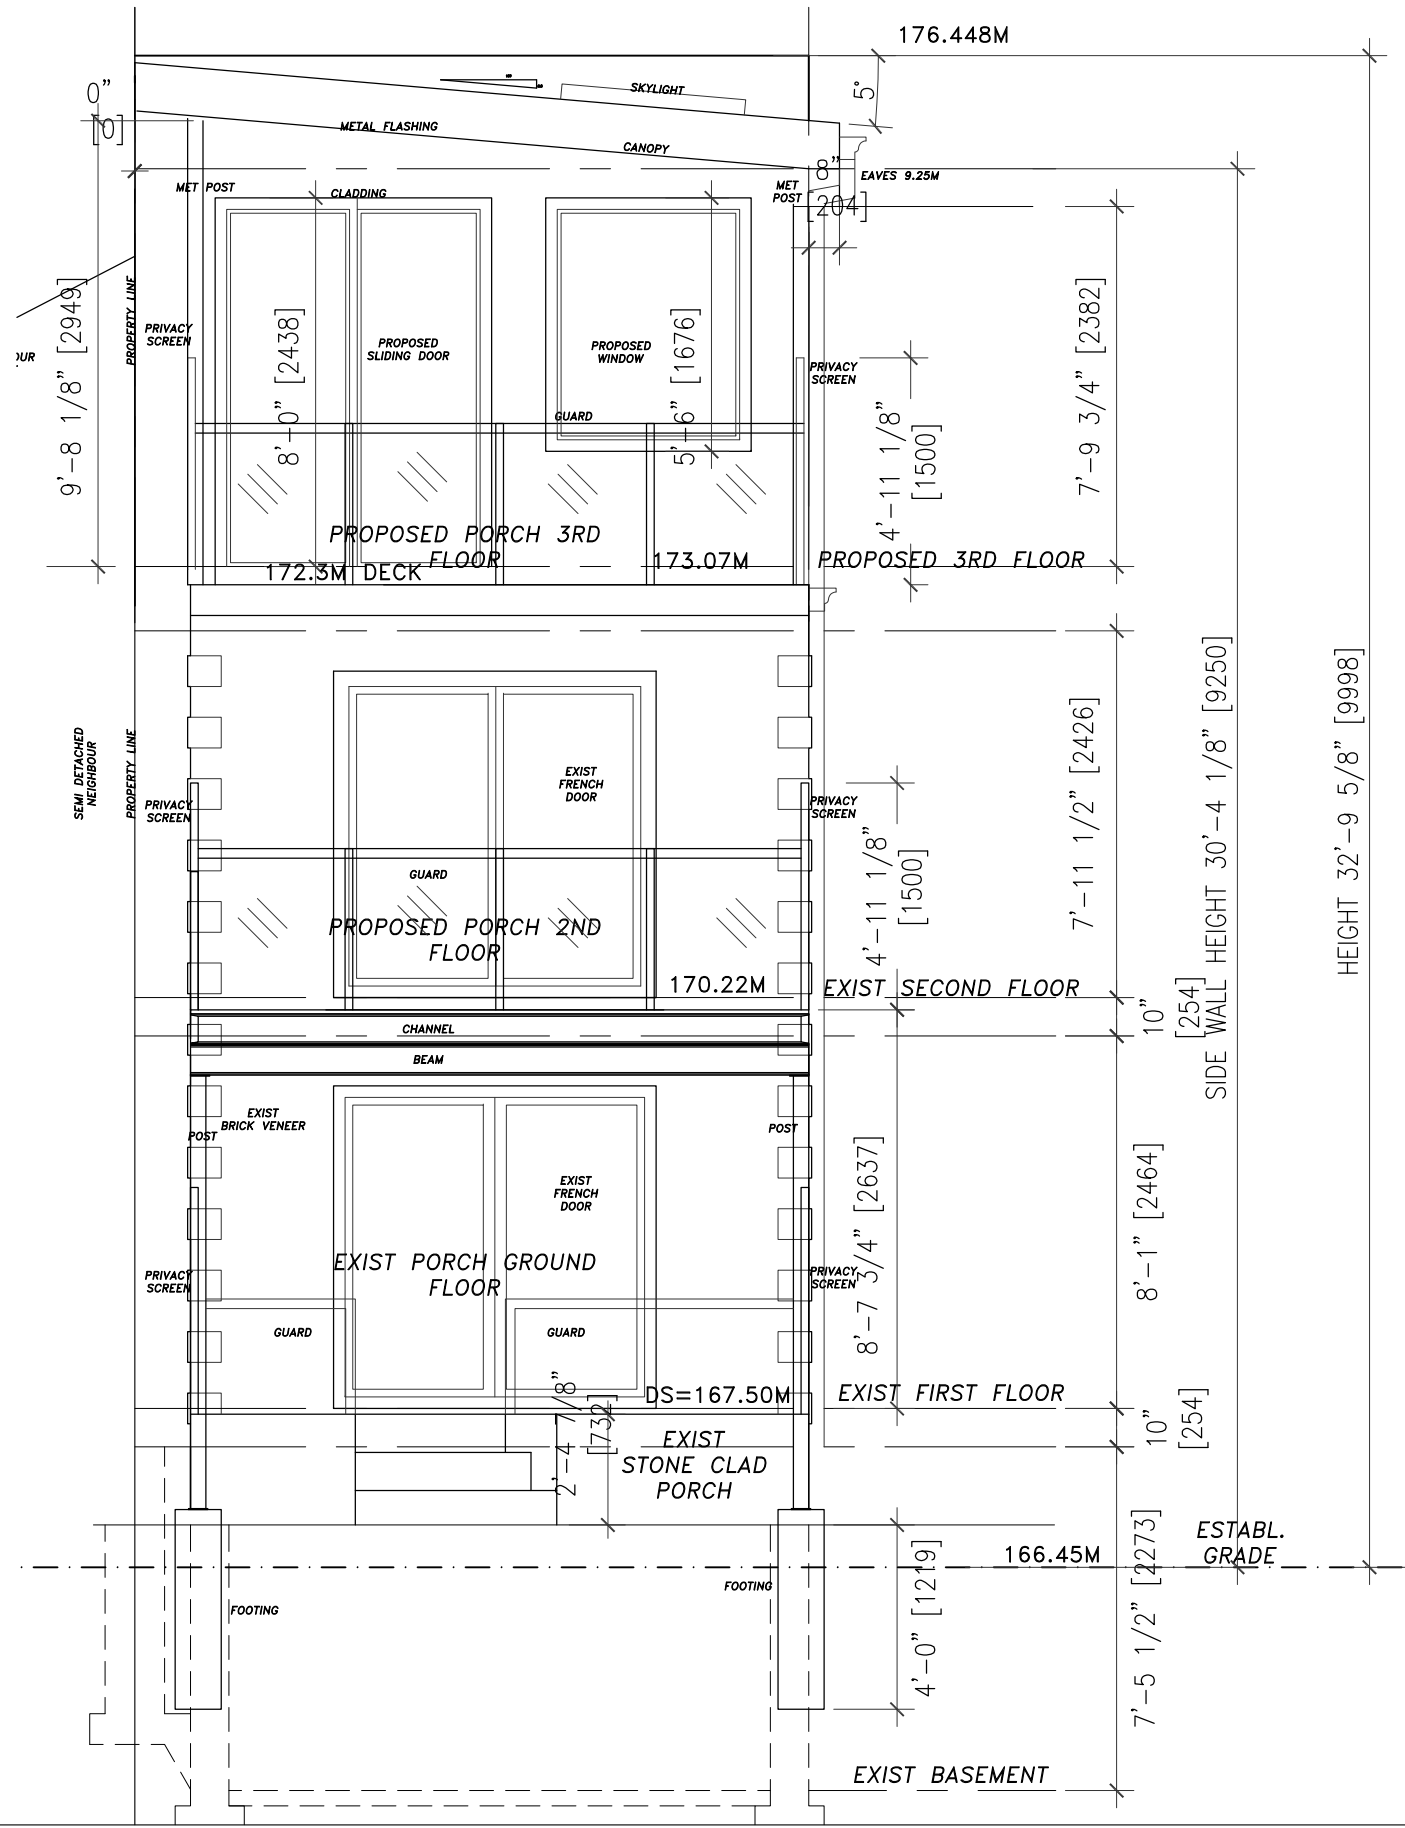 176.448M
0”
[0]
SKYLIGHT
5°
METAL FLASHING
CANOPY
8”
[204]
EAVES 9.25M
MET POST
CLADDING
MET
POST
PROPERTY LINE
PRIVACY
SCREEN
9’-8 1/8” [2949]
8’-0” [2438]
PROPOSED
SLIDING DOOR
PROPOSED
WINDOW
5’-6” [1676]
PRIVACY
SCREEN
4’-11 1/8”
[1500]
7’-9 3/4” [2382]
OUR
GUARD
PROPOSED PORCH 3RD
FLOOR
172.3M DECK
173.07M
PROPOSED 3RD FLOOR
SEMI DETACHED
NEIGHBOUR
PROPERTY LINE
PRIVACY
SCREEN
EXIST
FRENCH
DOOR
PRIVACY
SCREEN
4’-11 1/8”
[1500]
7’-11 1/2” [2426]
SIDE WALL HEIGHT 30’-4 1/8” [9250]
HEIGHT 32’-9 5/8” [9998]
GUARD
PROPOSED PORCH 2ND
FLOOR
170.22M
EXIST SECOND FLOOR
10”
[254]
CHANNEL
BEAM
EXIST
BRICK VENEER
POST
POST
EXIST
FRENCH
DOOR
8’-7 3/4” [2637]
8’-1” [2464]
EXIST PORCH GROUND
FLOOR
PRIVACY
SCREEN
PRIVACY
SCREEN
GUARD
GUARD
2’-4 7/8”
[732]
DS=167.50M
EXIST FIRST FLOOR
10”
[254]
EXIST
STONE CLAD
PORCH
ESTABL.
GRADE
166.45M
4’-0” [1219]
7’-5 1/2” [2273]
FOOTING
FOOTING
EXIST BASEMENT